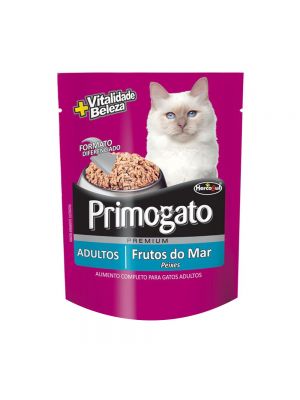 +Vitalidade
Beleza
FORMATO
DIFERENCIADO
HercoSul
Primogato
PREMIUM
ADULTOS
Frutos do Mar
Peixes
ALIMENTO COMPLETO PARA GATOS ADULTOS